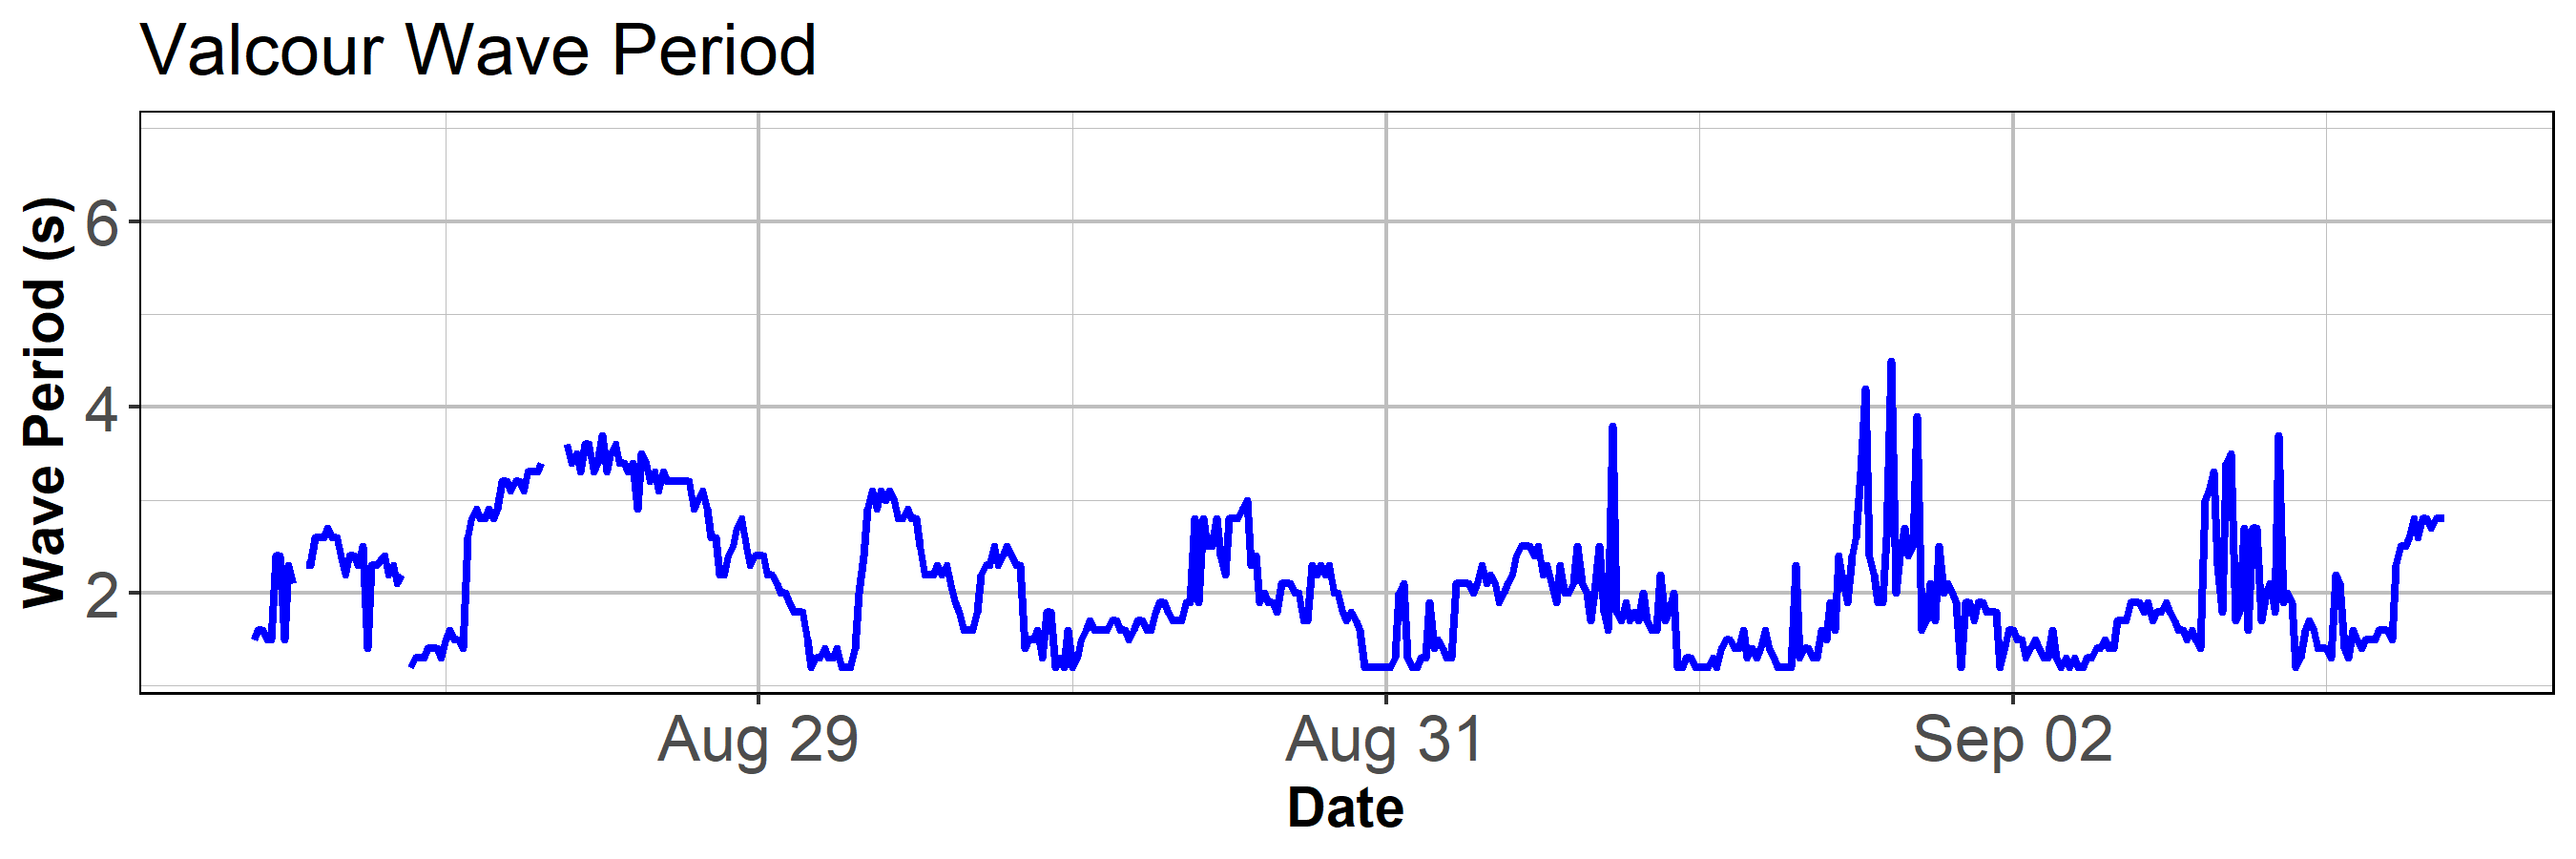 Valcour Wave Period
Wave Period (s)
6
4
2
Aug 29
Aug 31
Sep 02
Date